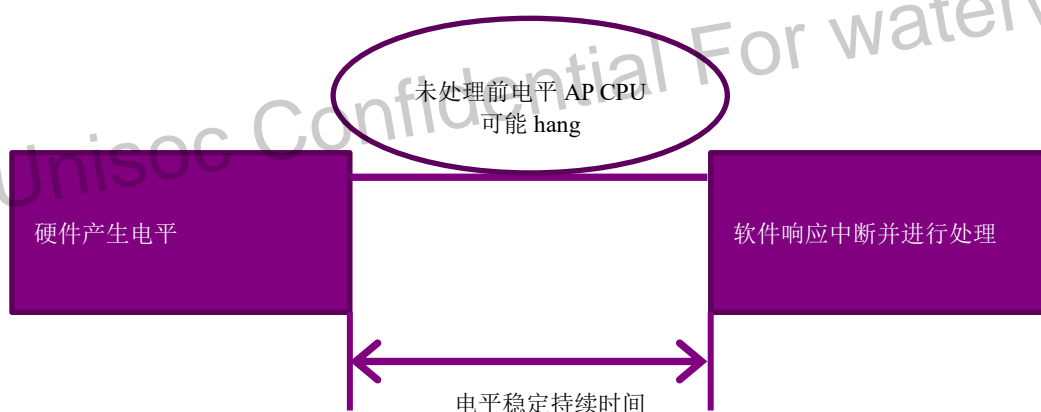 Unisoc Confidential For
未处理前电平 AP CPU
可能 hang
硬件产生电平
软件响应中断并进行处理
电平稳定持续时间